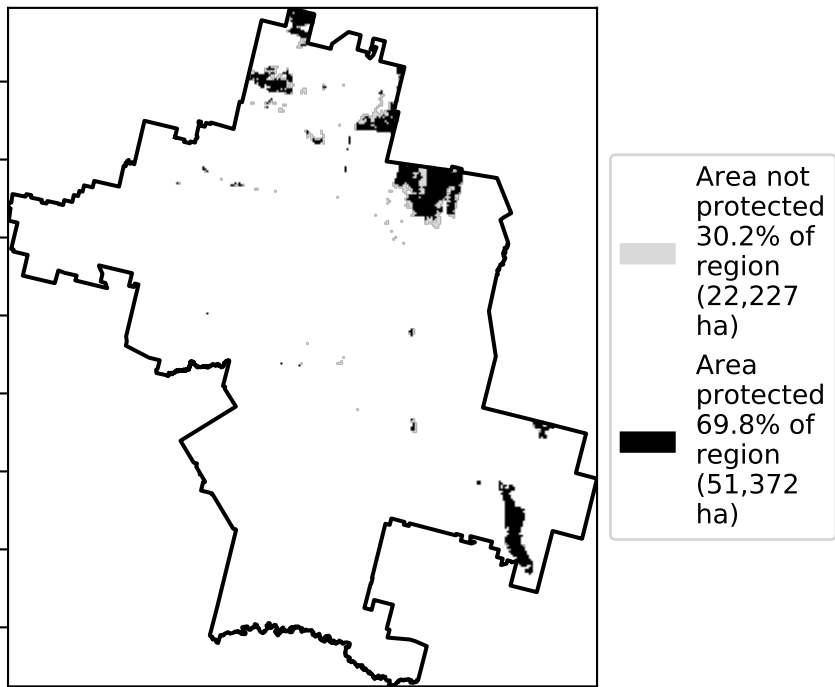 Area not
protected
30.2% of
region
(22,227
ha)
Area
protected
69.8% of
region
(51,372
ha)